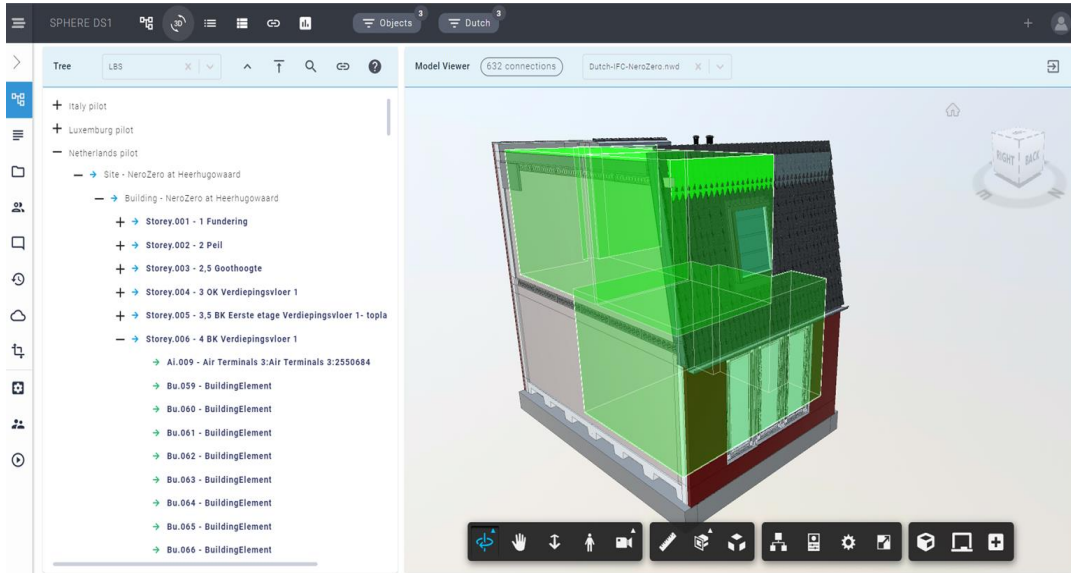 SPHERE DS1
3D
Objects
3
Dutch
3
Tree
LBS
Model Viewer
632 connections
Dutch-IFC-NeroZero.nwd
Italy pilot
Luxemburg pilot
Netherlands pilot
Site - NeroZero at Heerhugowaard
Building - NeroZero at Heerhugowaard
Storey.001 - 1 Fundering
Storey.002 - 2 Peil
Storey.003 - 2,5 Goothoogte
Storey.004 - 3 OK Verdiepingsvloer 1
Storey.005 - 3,5 BK Eerste etage Verdiepingsvloer 1- topla
Storey.006 - 4 BK Verdiepingsvloer 1
Ai.009 - Air Terminals 3:Air Terminals 3:2550684
Bu.059 - BuildingElement
Bu.060 - BuildingElement
Bu.061 - BuildingElement
Bu.062 - BuildingElement
Bu.063 - BuildingElement
Bu.064 - BuildingElement
Bu.065 - BuildingElement
Bu.066 - BuildingElement
RIGHT
BACK